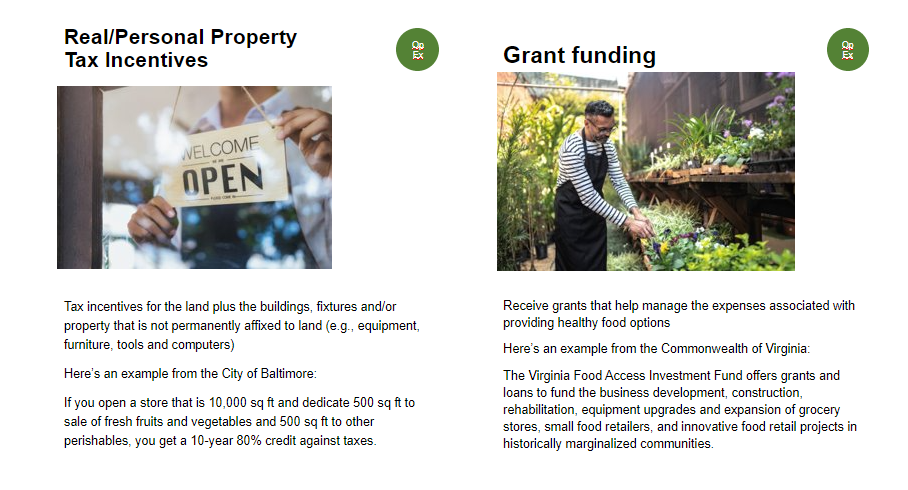 Real/Personal Property
Tax Incentives
Op
Ex
WELCOME
OPEN
Tax incentives for the land plus the buildings, fixtures and/or
property that is not permanently affixed to land (e.g., equipment,
furniture, tools and computers)
Here's an example from the City of Baltimore:
If you open a store that is 10,000 sq ft and dedicate 500 sq ft to
sale of fresh fruits and vegetables and 500 sq ft to other
perishables, you get a 10-year 80% credit against taxes.
Grant funding
Op
Ex
Receive grants that help manage the expenses associated with
providing healthy food options
Here's an example from the Commonwealth of Virginia:
The Virginia Food Access Investment Fund offers grants and
loans to fund the business development, construction,
rehabilitation, equipment upgrades and expansion of grocery
stores, small food retailers, and innovative food retail projects in
historically marginalized communities.